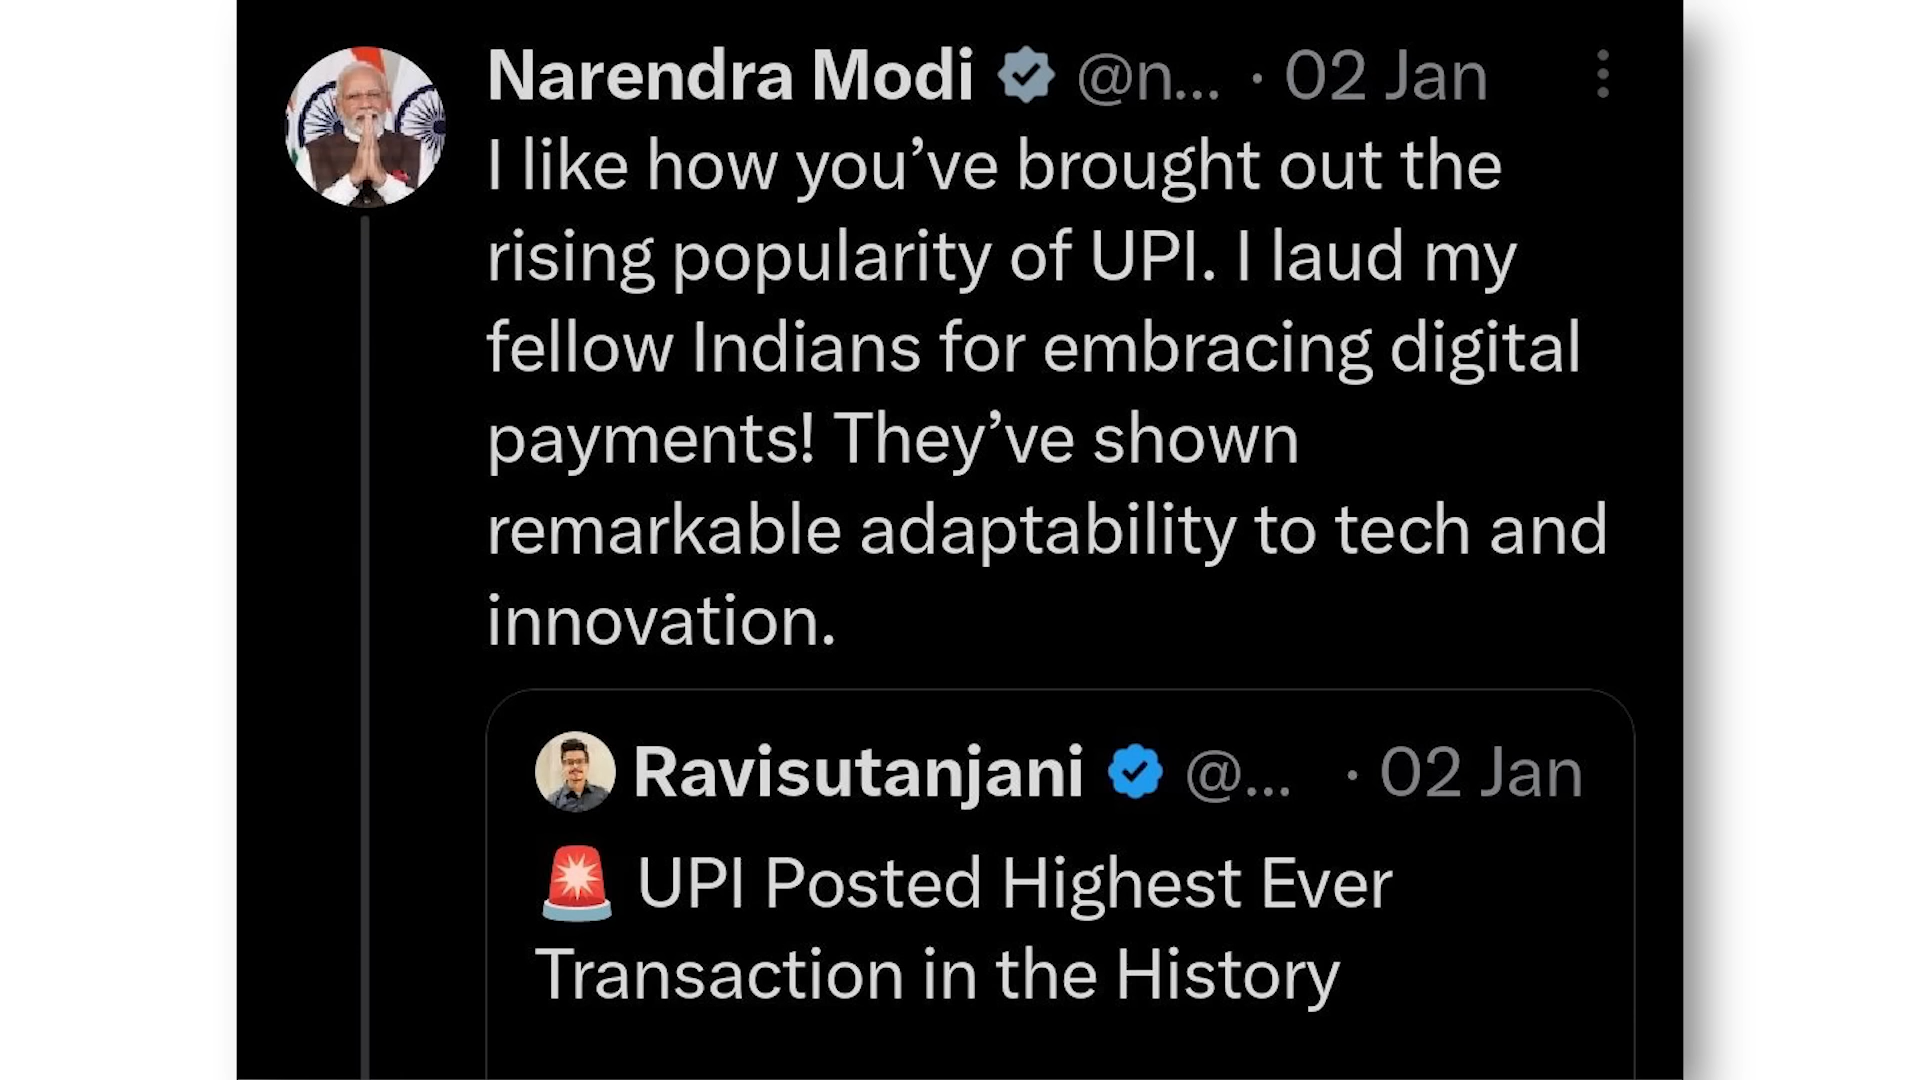 Narendra Modi @n... · 02 Jan
I like how you’ve brought out the
rising popularity of UPI. I laud my
fellow Indians for embracing digital
payments! They’ve shown
remarkable adaptability to tech and
innovation.
Ravisutanjani @... · 02 Jan
🚨 UPI Posted Highest Ever
Transaction in the History